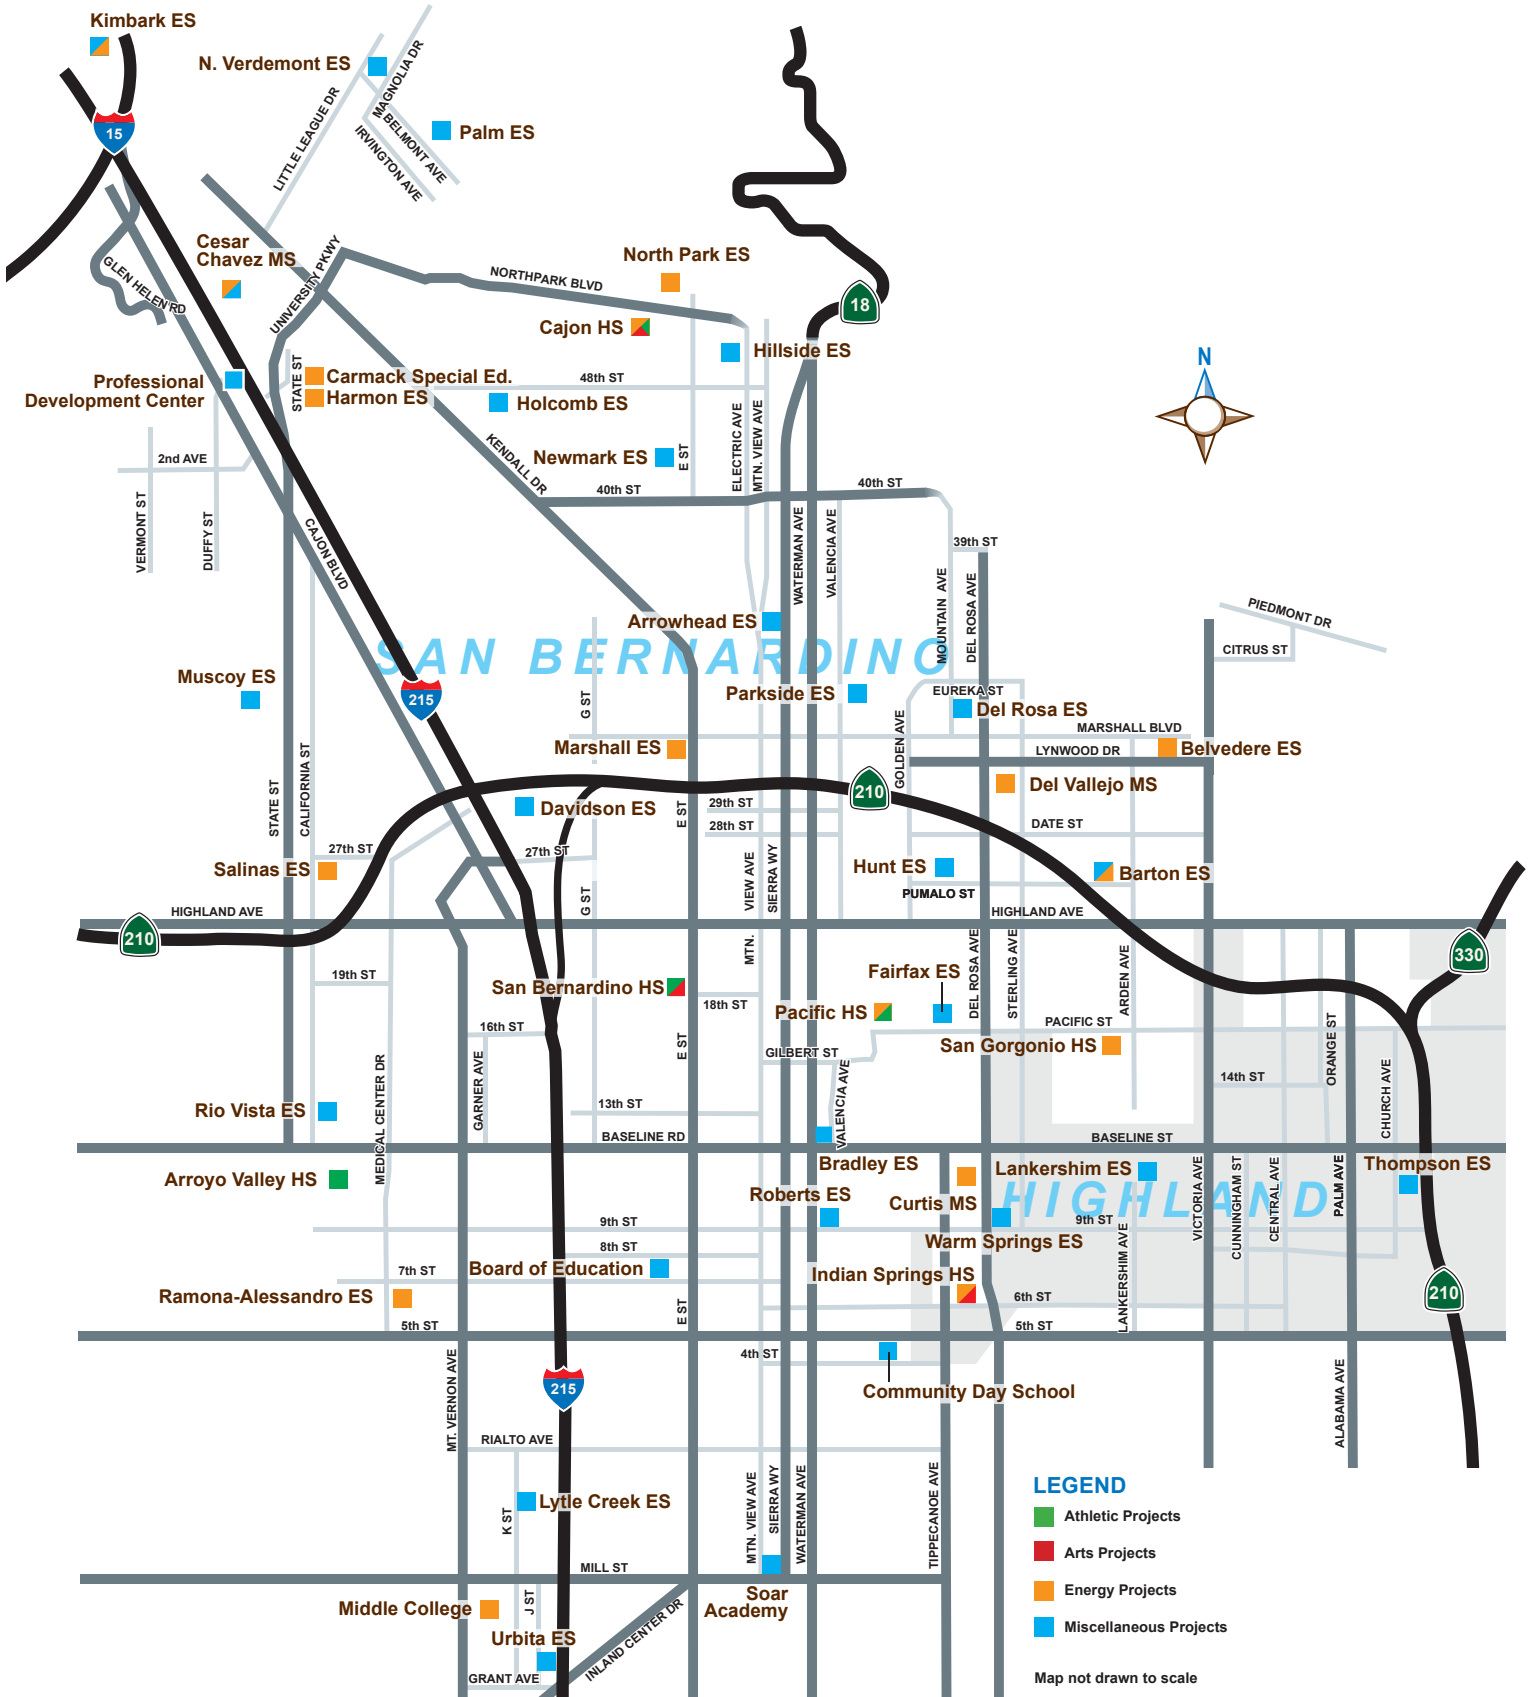 Kimbark ES
N. Verdemont ES
MAGNOLIA DR
LITTLE LEAGUE DR
BELMONT AVE
IRVINGTON AVE
Palm ES
15
Cesar
Chavez MS
GLEN HELEN RD
UNIVERSITY PKWY
NORTHPARK BLVD
North Park ES
Cajon HS
18
Hillside ES
N
Professional
Development Center
STATE ST
Carmack Special Ed.
Harmon ES
48th ST
Holcomb ES
ELECTRIC AVE
MTN. VIEW AVE
Newmark ES
E ST
KENDALL DR
2nd AVE
40th ST
40th ST
VERMONT ST
DUFFY ST
CAJON BLVD
WATERMAN AVE
VALENCIA AVE
39th ST
MOUNTAIN AVE
DEL ROSA AVE
PIEDMONT DR
CITRUS ST
Arrowhead ES
SAN BERNARDINO
Muscoy ES
215
G ST
Parkside ES
EUREKA ST
Del Rosa ES
MARSHALL BLVD
GOLDEN AVE
Marshall ES
LYNWOOD DR
Belvedere ES
STATE ST
CALIFORNIA ST
Davidson ES
E ST
29th ST
28th ST
210
Del Vallejo MS
DATE ST
27th ST
27th ST
Salinas ES
G ST
VIEW AVE
MTN.
SIERRA WY
Hunt ES
Barton ES
PUMALO ST
HIGHLAND AVE
HIGHLAND AVE
210
330
19th ST
San Bernardino HS
18th ST
Fairfax ES
DEL ROSA AVE
STERLING AVE
ARDEN AVE
Pacific HS
PACIFIC ST
16th ST
E ST
GILBERT ST
San Gorgonio HS
ORANGE ST
MEDICAL CENTER DR
GARNER AVE
14th ST
CHURCH AVE
Rio Vista ES
13th ST
VALENCIA AVE
BASELINE RD
BASELINE ST
Arroyo Valley HS
Bradley ES
Lankershim ES
Thompson ES
VICTORIA AVE
CUNNINGHAM ST
CENTRAL AVE
PALM AVE
Roberts ES
Curtis MS
HIGHLAND
9th ST
9th ST
Warm Springs ES
LANKERSHIM AVE
8th ST
7th ST
Board of Education
Indian Springs HS
Ramona-Alessandro ES
E ST
6th ST
210
5th ST
5th ST
4th ST
MT. VERNON AVE
215
Community Day School
ALABAMA AVE
RIALTO AVE
K ST
Lytle Creek ES
MTN. VIEW AVE
SIERRA WY
WATERMAN AVE
TIPPECANOE AVE
MILL ST
Soar
Academy
Middle College
J ST
Urbita ES
INLAND CENTER DR
GRANT AVE
LEGEND
Athletic Projects
Arts Projects
Energy Projects
Miscellaneous Projects
Map not drawn to scale